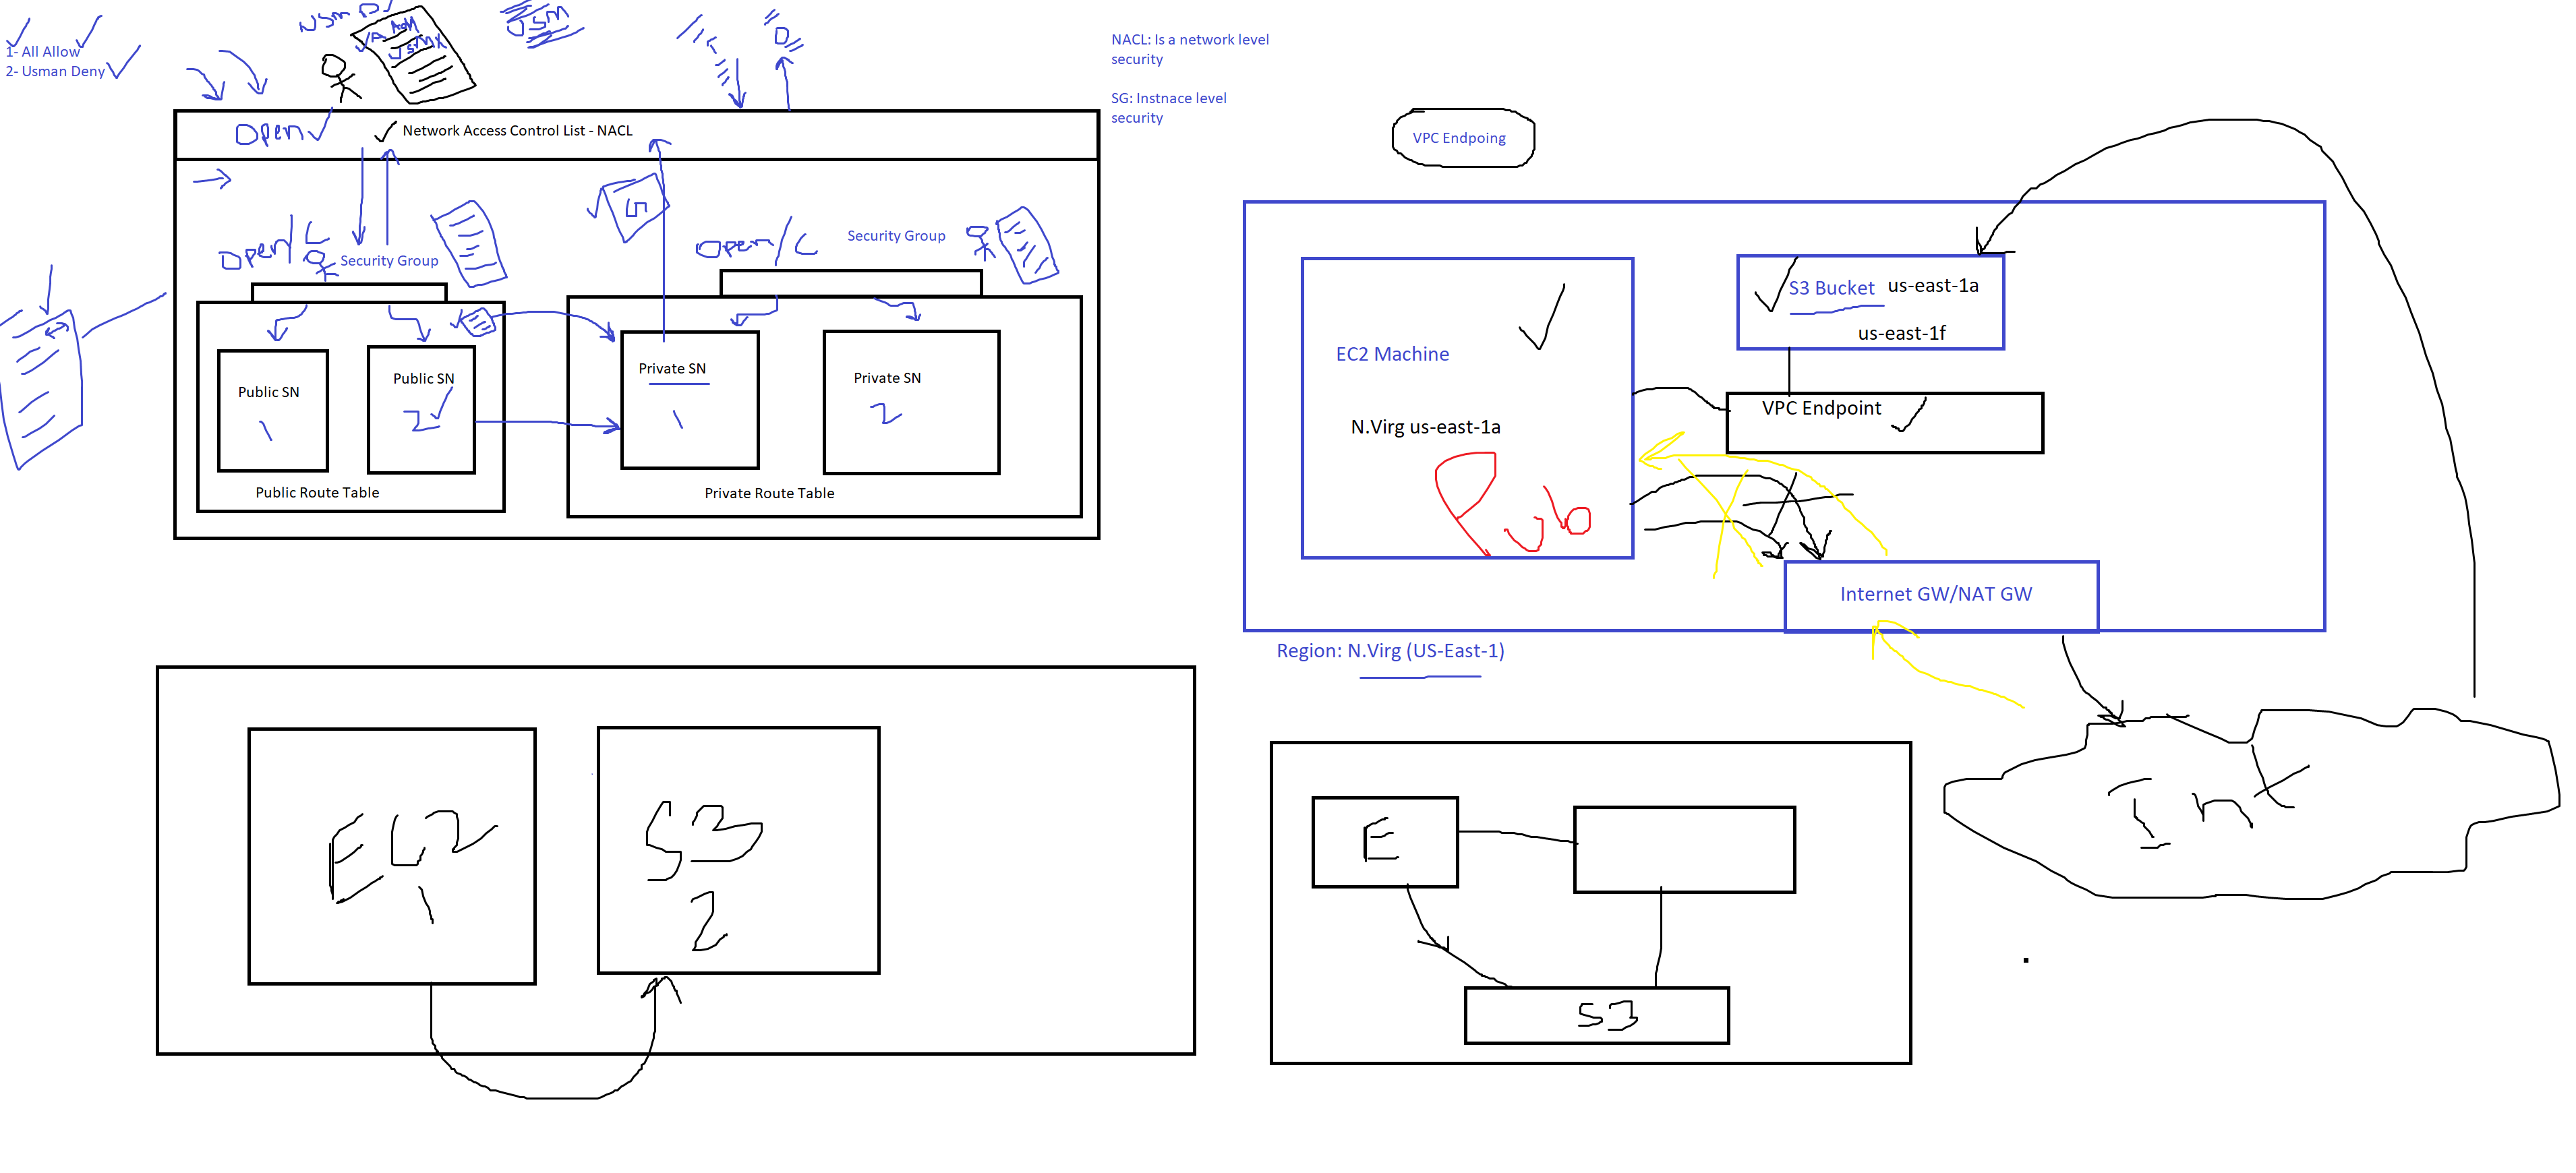 1- All Allow
2- Usman Deny
Usm
NACL: Is a network level
security
SG: Instnace level
security
Open
Network Access Control List - NACL
Open/C
Security Group
Open/C
Security Group
Public SN
1
Public SN
2
Public Route Table
Private SN
1
Private SN
2
Private Route Table
VPC Endpoing
S3 Bucket us-east-1a
us-east-1f
EC2 Machine
N.Virg us-east-1a
Pub
VPC Endpoint
Internet GW/NAT GW
Region: N.Virg (US-East-1)
EC2
1
S3
2
E
S3
Int